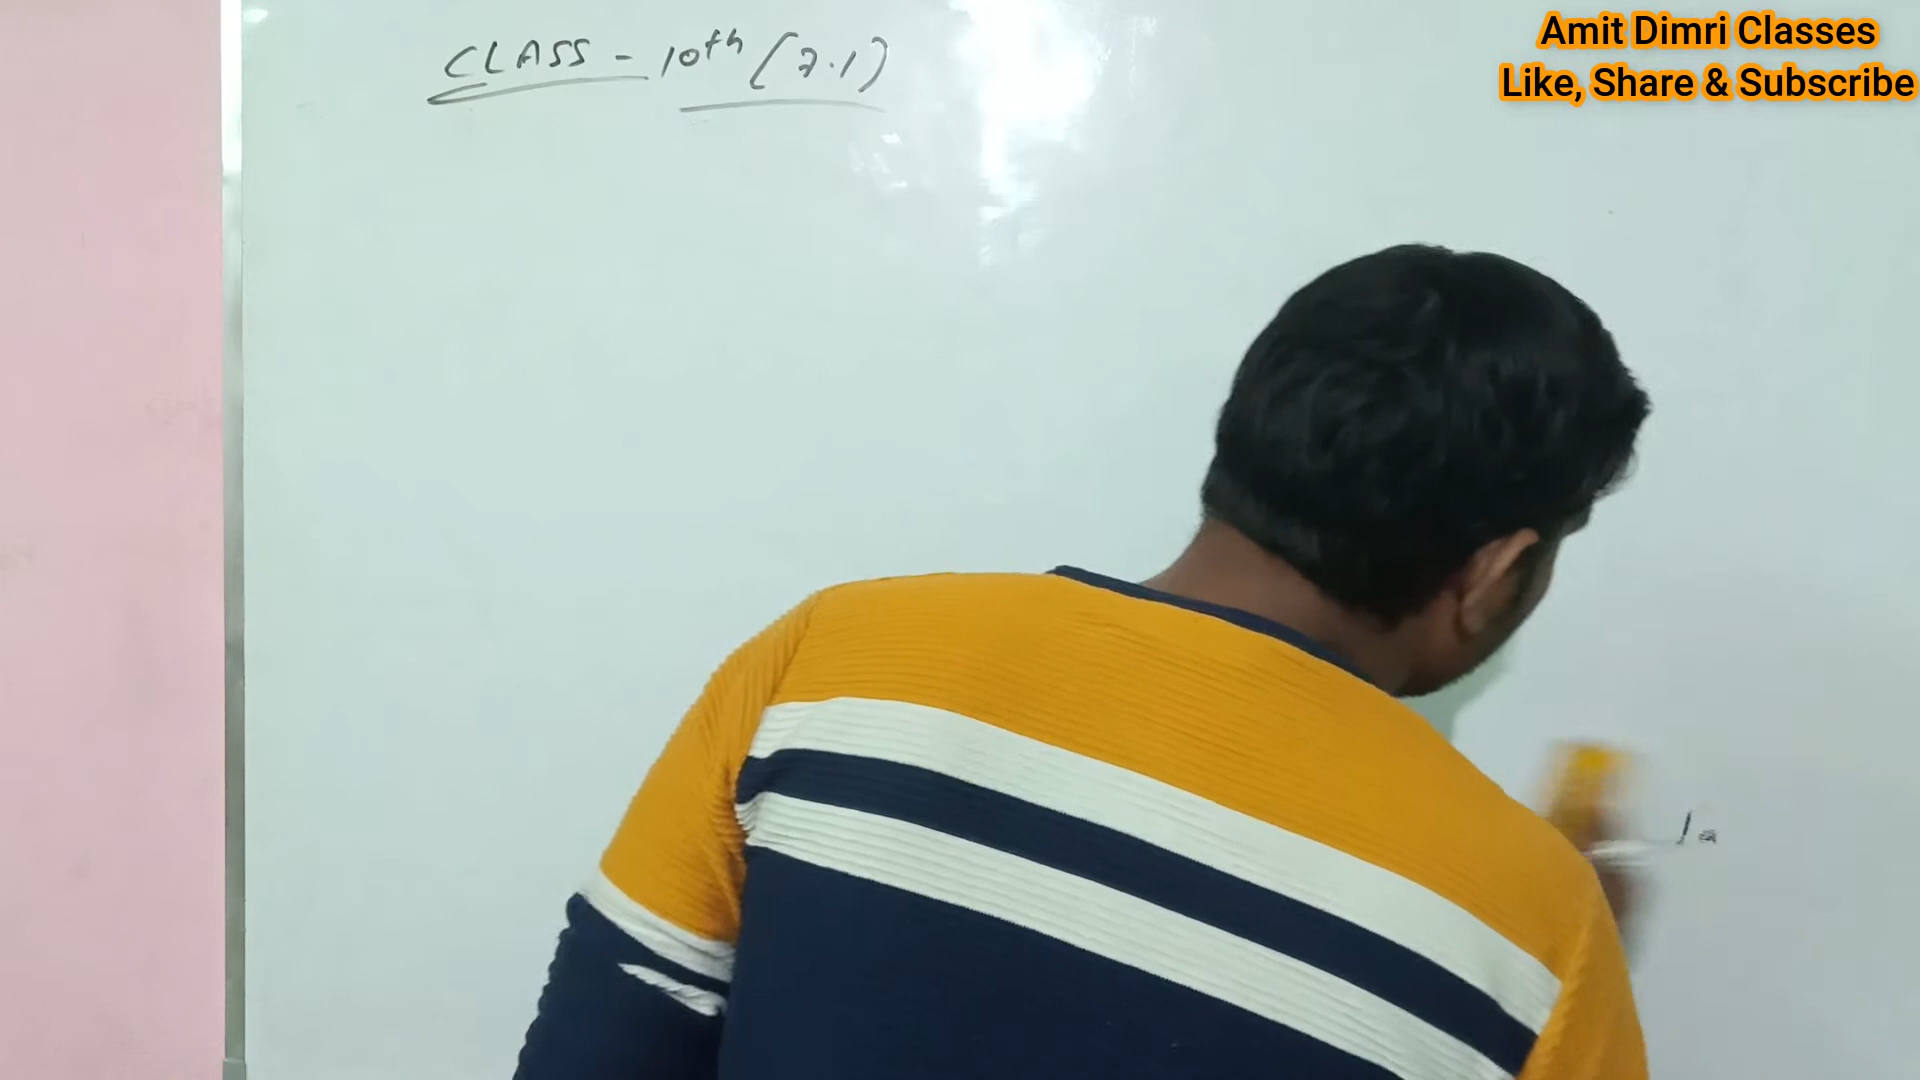 Amit Dimri Classes
Like, Share & Subscribe
CLASS - 10th (7.1)